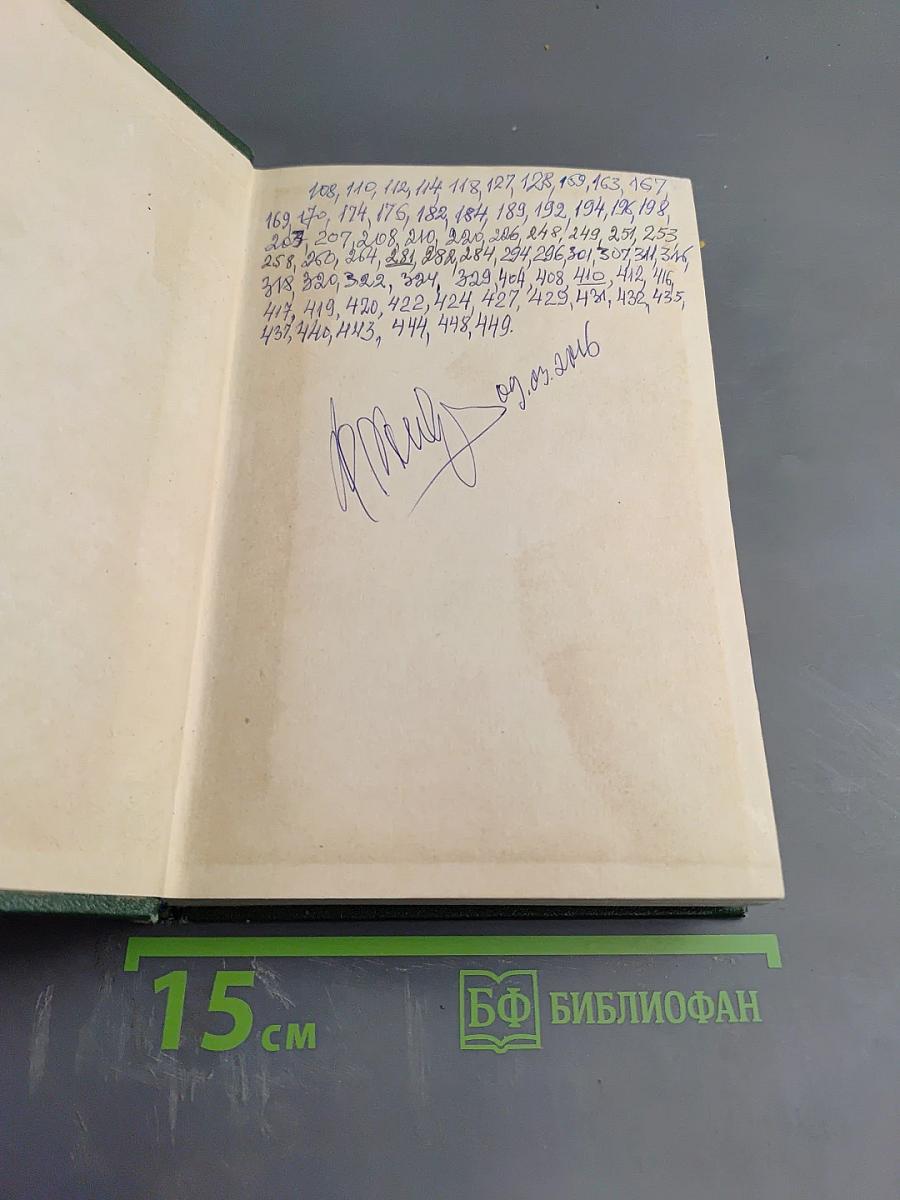 108, 110, 112, 114, 118, 127, 128, 159, 163, 167,
169, 170, 174, 176, 182, 184, 189, 192, 194, 196, 198,
203, 207, 208, 210, 220, 226, 248, 249, 251, 253
258, 260, 264, 281, 282, 284, 294, 296, 301, 307, 311, 316,
318, 320, 322, 324, 329, 404, 408, 410, 412, 416,
417, 419, 420, 422, 424, 427, 429, 431, 432, 435,
437, 440, 443, 444, 448, 449.
09.03.2016
15 см
БФ БИБЛИОФАН